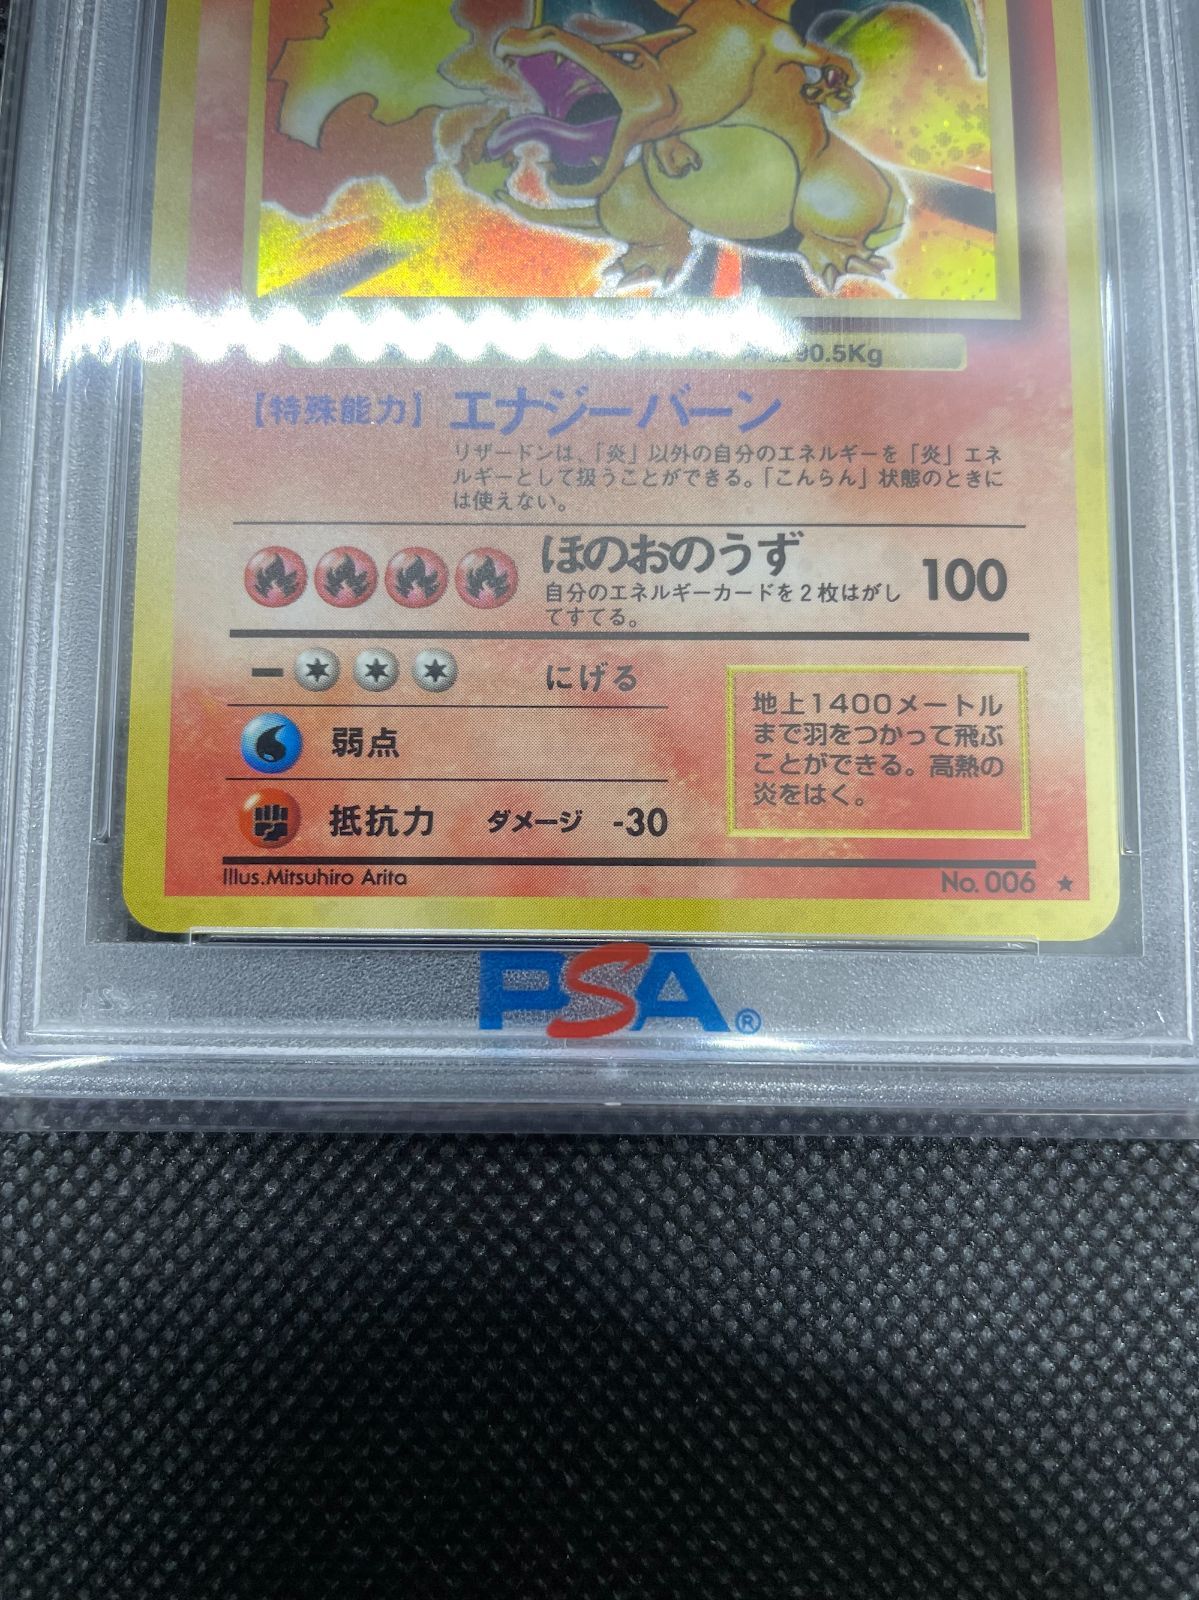 90.5Kg
【特殊能力】 エナジーバーン
リザードンは、「炎」以外の自分のエネルギーを「炎」エネ
ルギーとして扱うことができる。「こんらん」状態のときに
は使えない。
ほのおのうず 100
自分のエネルギーカードを2枚はがし
てすてる。
にげる
弱点
抵抗力 ダメージ -30
地上1400メートル
まで羽をつかって飛ぶ
ことができる。高熱の
炎をはく。
Illus.Mitsuhiro Arita
No. 006 ★
PSA®